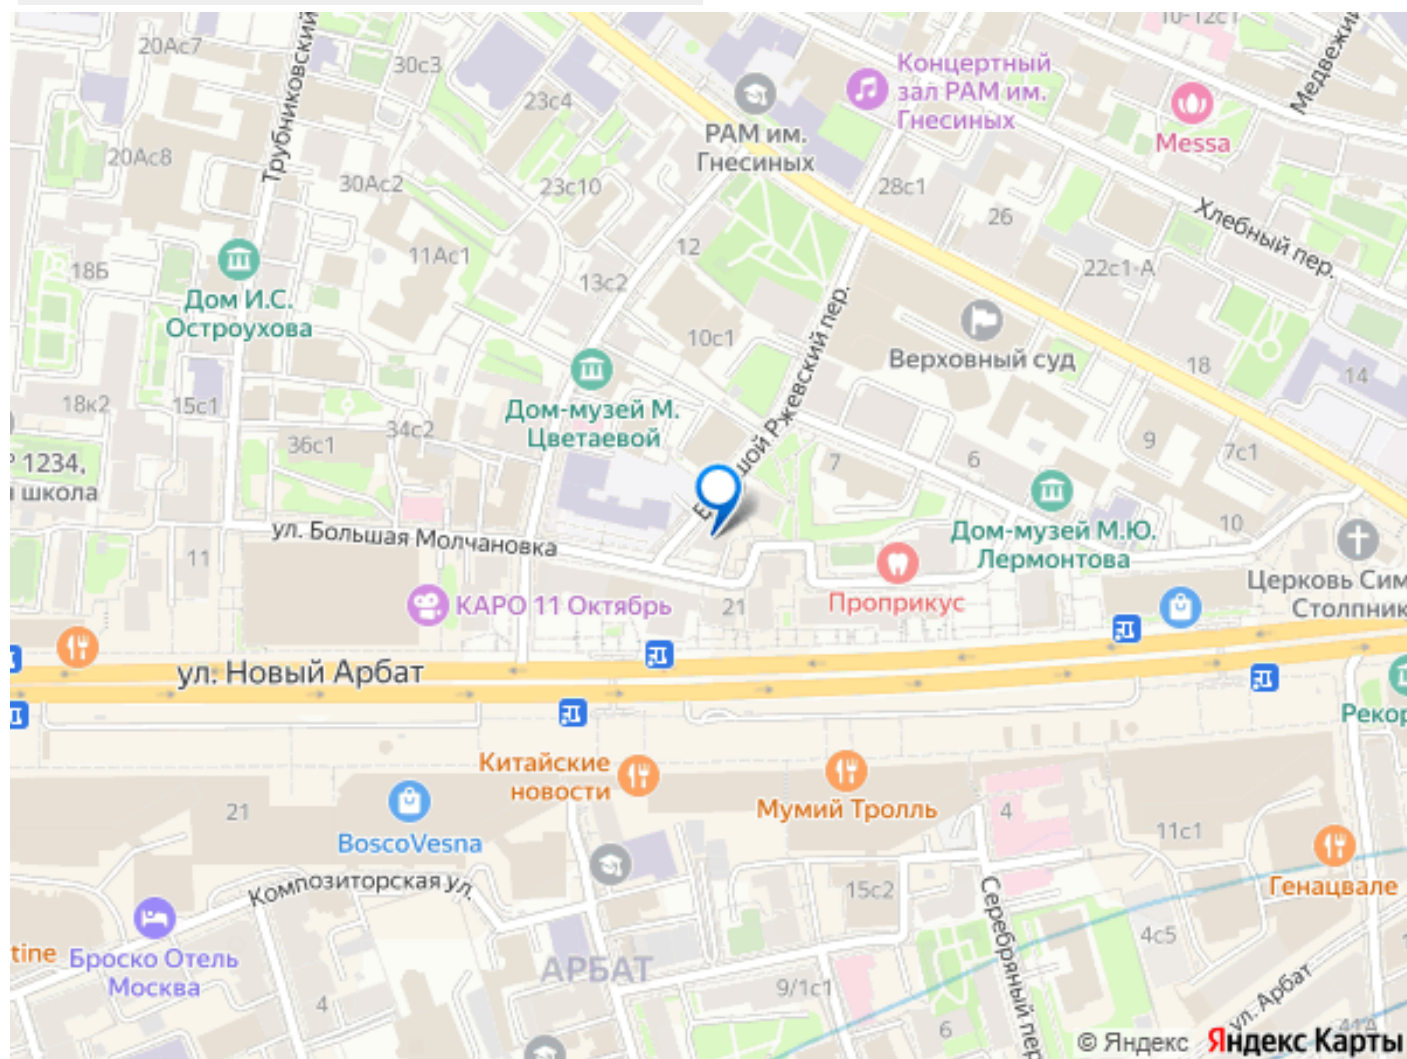 10-12с1
20Ас7
Трубниковский
30с3
Концертный
зал РАМ им.
Гнесиных
Медвежий
23с4
РАМ им.
Гнесиных
Messa
20Ас8
30Ас2
23с10
28с1
26
Хлебный пер.
12
11Ас1
18Б
13с2
22с1-А
Дом И.С.
Остроухова
10с1
Большой Ржевский пер.
Верховный суд
18
14
18к2
15с1
Дом-музей М.
Цветаевой
34с2
36с1
9
7с1
1234,
школа
7
6
ул. Большая Молчановка
Дом-музей М.Ю.
Лермонтова
10
11
Церковь Сим
Столпник
КАРО 11 Октябрь
21
Проприкус
ул. Новый Арбат
Рекор
Китайские
новости
Мумий Тролль
21
BoscoVesna
4
11с1
Композиторская ул.
15с2
Генацвале
Серебряный пер
tine
Броско Отель
Москва
АРБАТ
4с5
4
9/1с1
6
ул. Арбат
41А
© Яндекс
Яндекс Карты